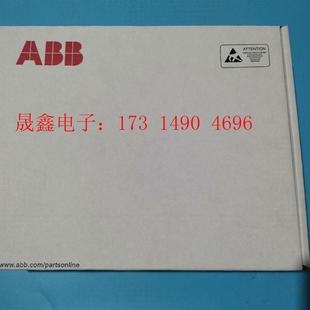 ABB
ATTENTION
晟鑫电子：173 1490 4696
www.abb.com/partsonline